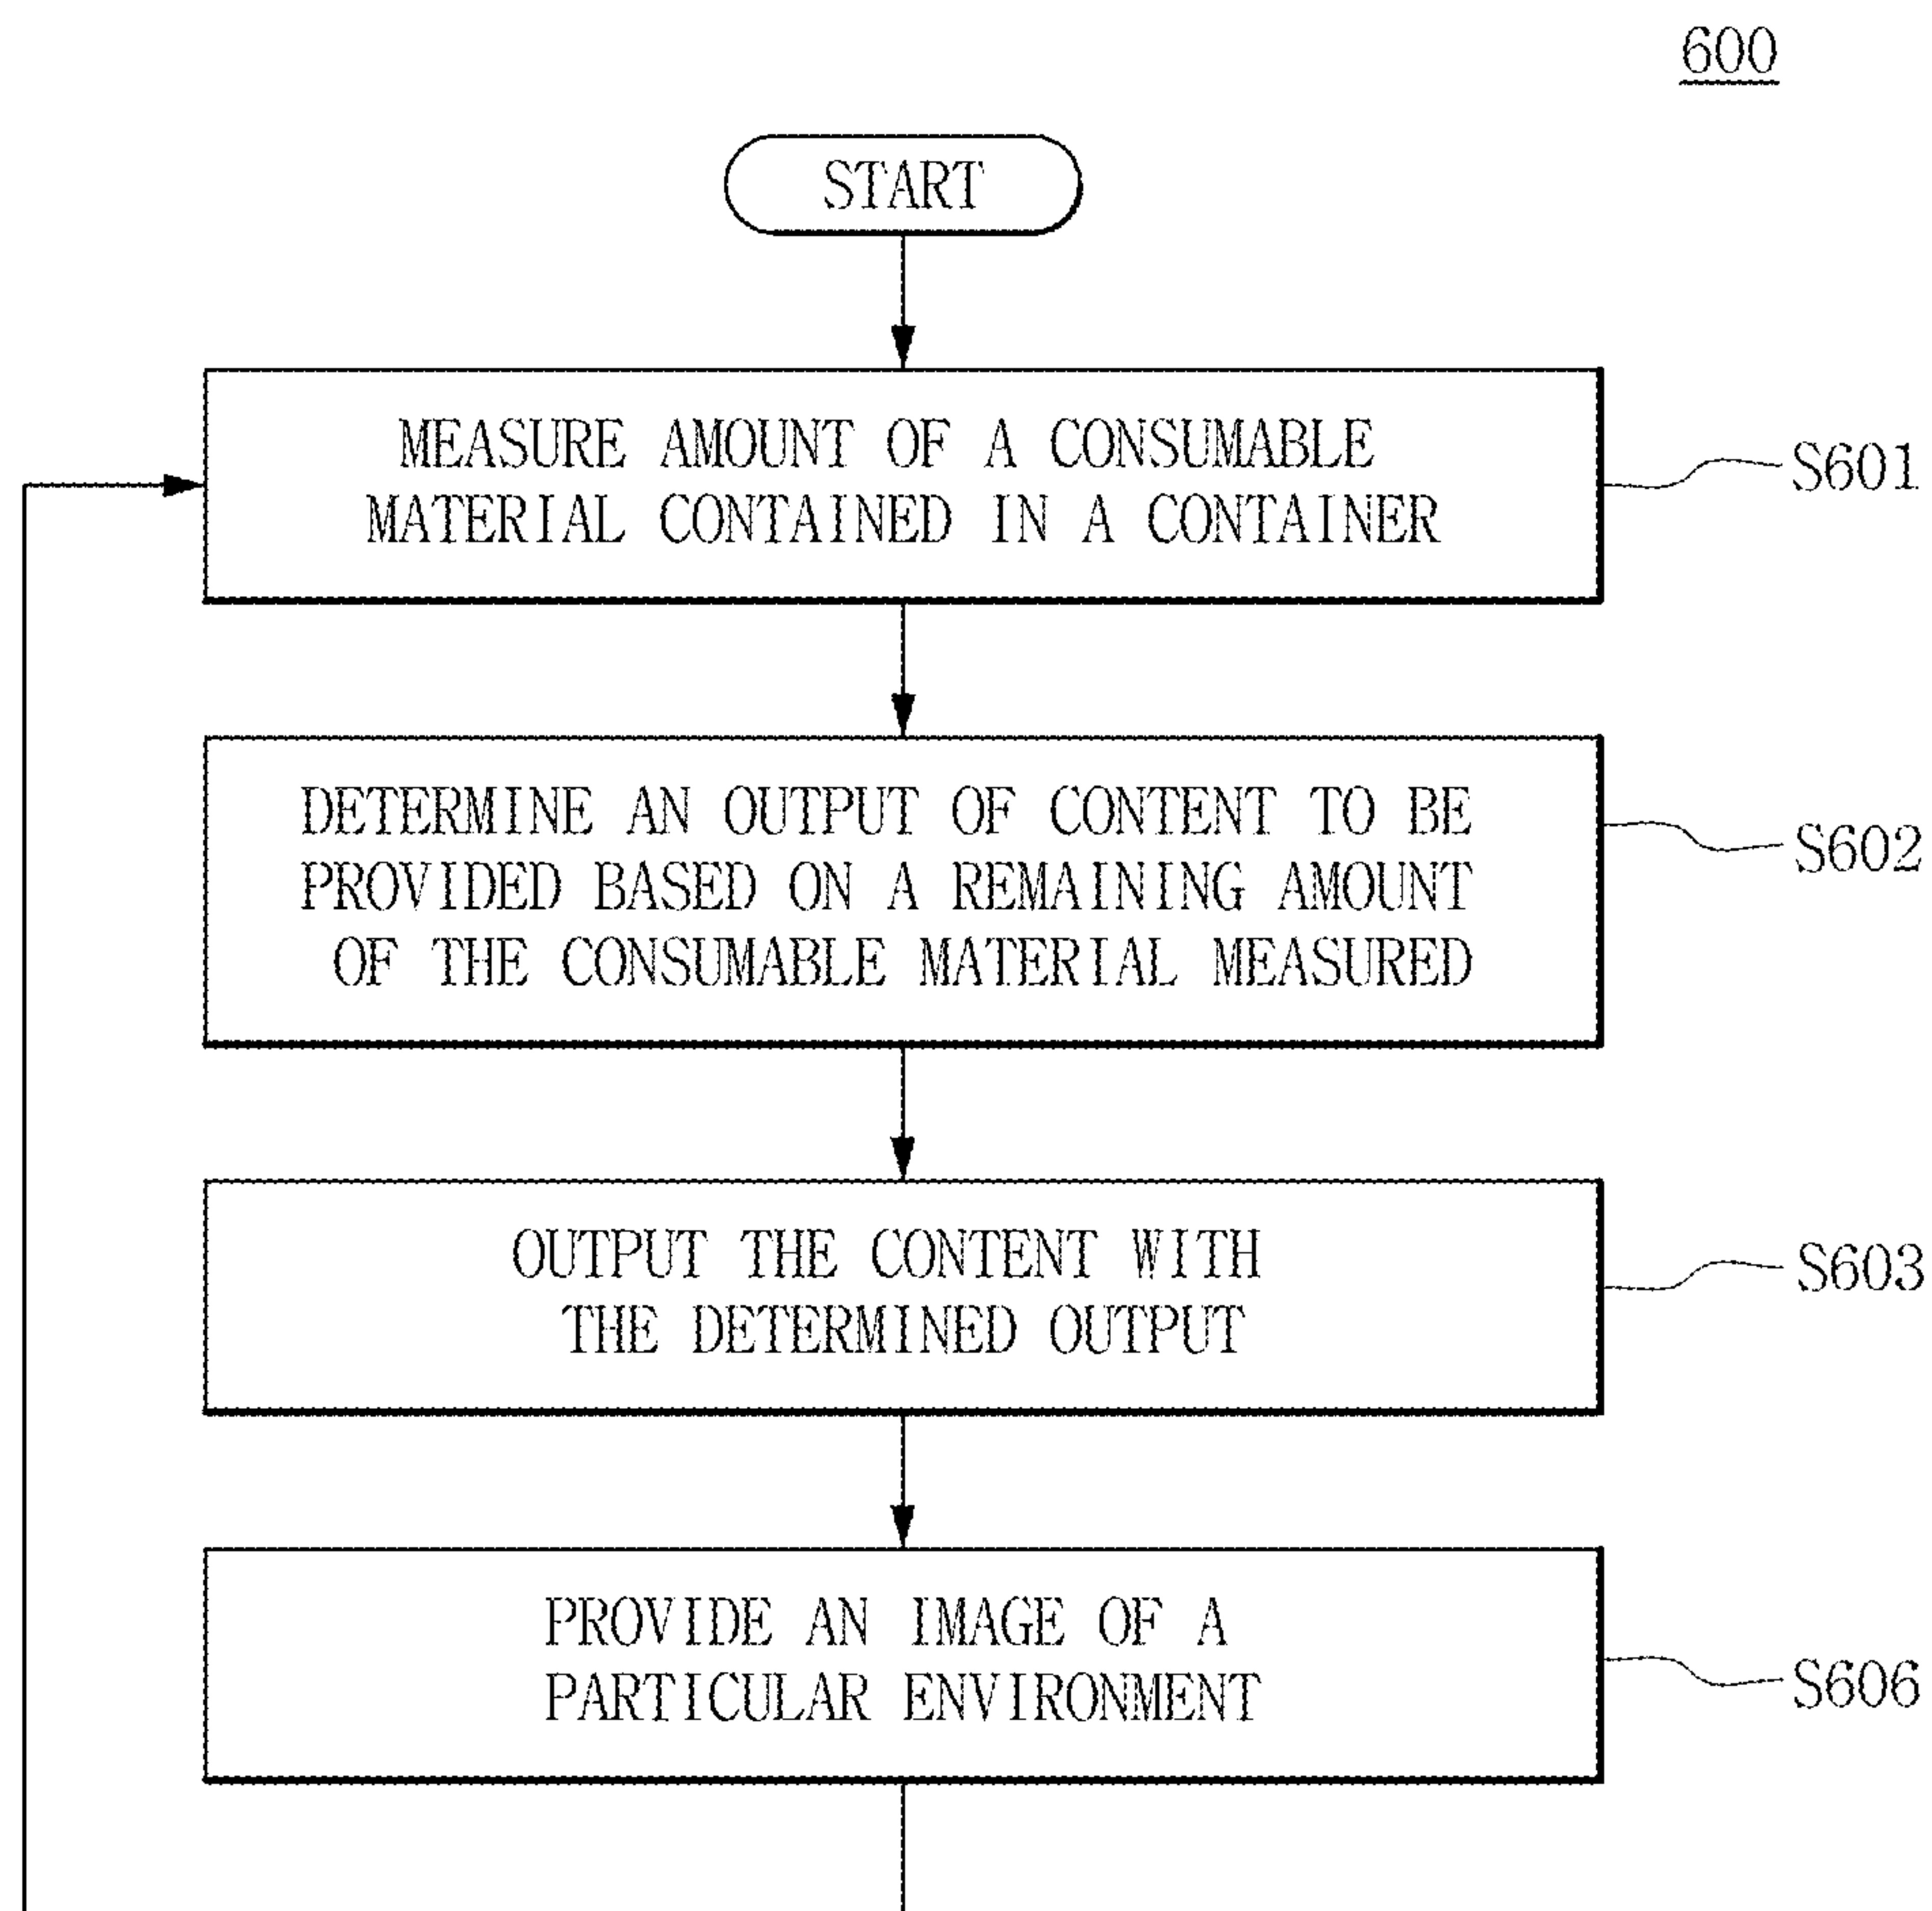 600
START
MEASURE AMOUNT OF A CONSUMABLE
MATERIAL CONTAINED IN A CONTAINER
S601
DETERMINE AN OUTPUT OF CONTENT TO BE
PROVIDED BASED ON A REMAINING AMOUNT
OF THE CONSUMABLE MATERIAL MEASURED
S602
OUTPUT THE CONTENT WITH
THE DETERMINED OUTPUT
S603
PROVIDE AN IMAGE OF A
PARTICULAR ENVIRONMENT
S606